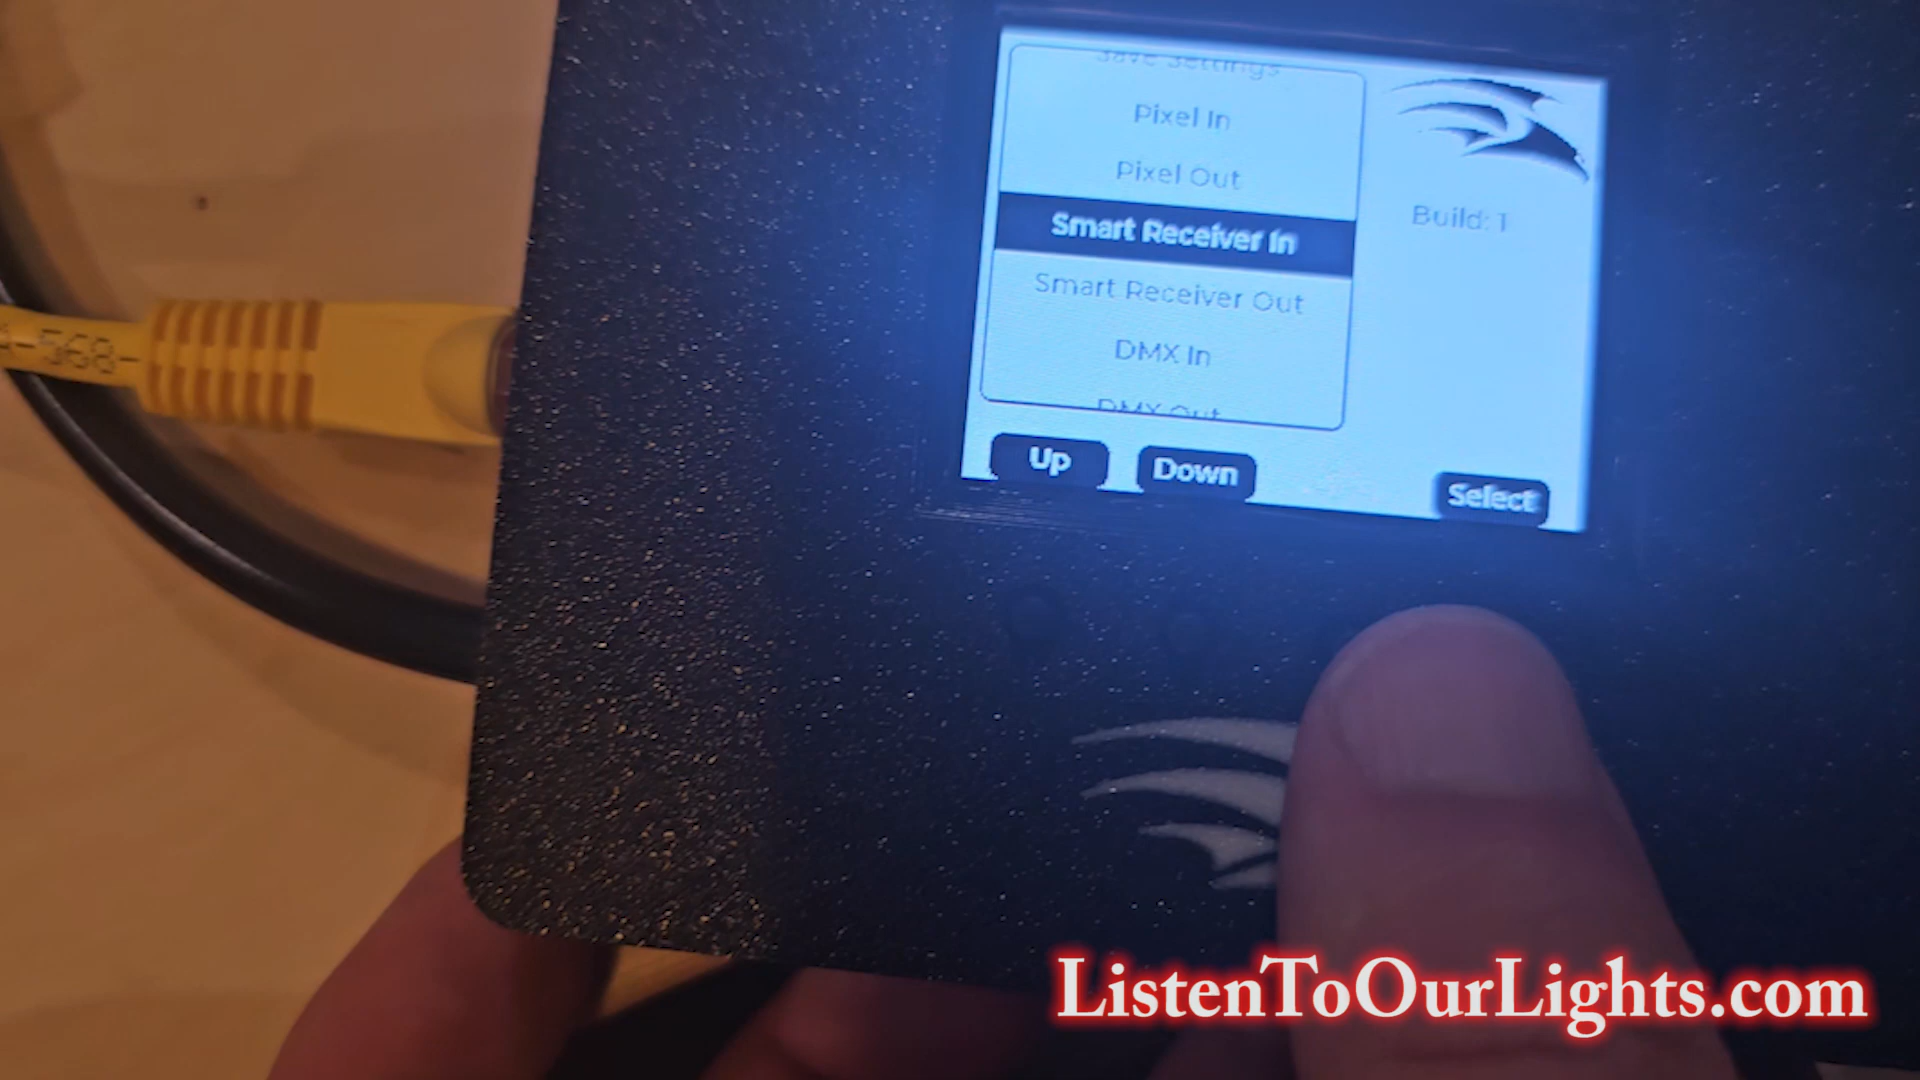 Save Settings
Pixel In
Pixel Out
Smart Receiver In
Smart Receiver Out
DMX In
DMX Out
Build: 1
Up
Down
Select
-568-
ListenToOurLights.com